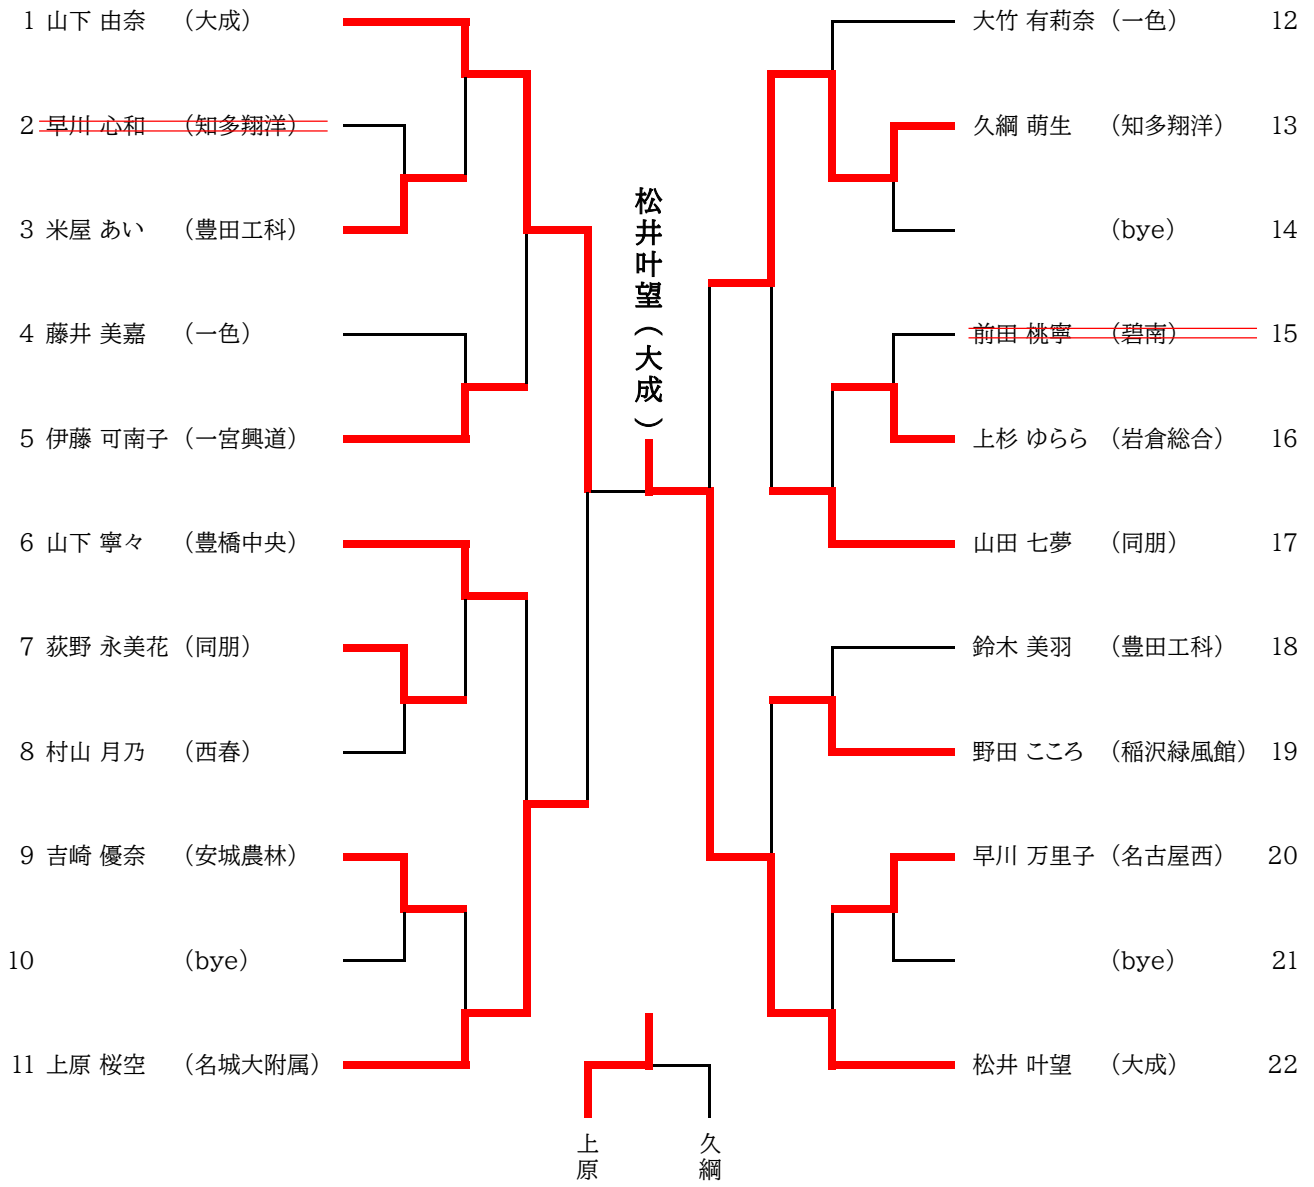 1 山下 由奈 （大成）
2 早川 心和 （知多翔洋）
3 米屋 あい （豊田工科）
4 藤井 美嘉 （一色）
5 伊藤 可南子 （一宮興道）
6 山下 寧々 （豊橋中央）
7 荻野 永美花 （同朋）
8 村山 月乃 （西春）
9 吉崎 優奈 （安城農林）
10 （bye）
11 上原 桜空 （名城大附属）
松井叶望（大成）
上原
久綱
大竹 有莉奈 （一色） 12
久綱 萌生 （知多翔洋） 13
（bye） 14
前田 桃寧 （碧南） 15
上杉 ゆらら （岩倉総合） 16
山田 七夢 （同朋） 17
鈴木 美羽 （豊田工科） 18
野田 こころ （稲沢緑風館） 19
早川 万里子 （名古屋西） 20
（bye） 21
松井 叶望 （大成） 22